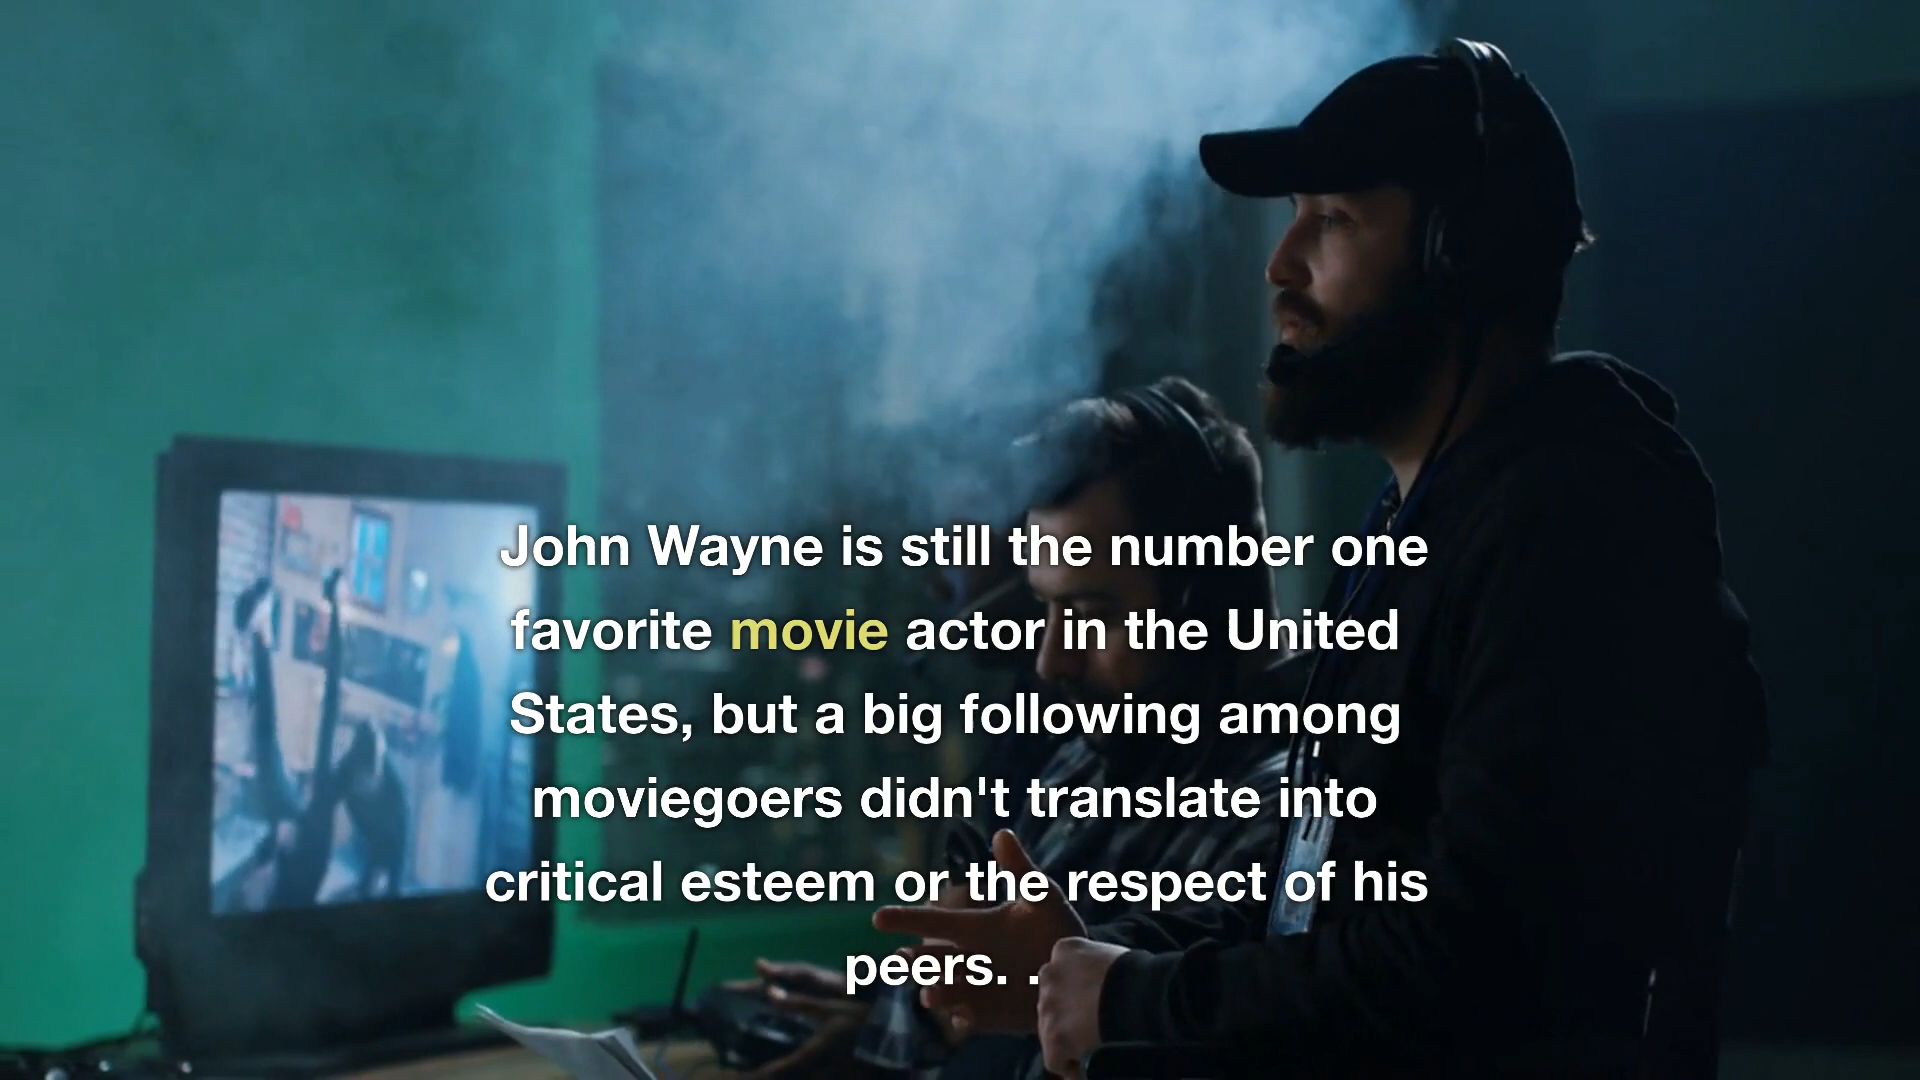 John Wayne is still the number one
favorite movie actor in the United
States, but a big following among
moviegoers didn't translate into
critical esteem or the respect of his
peers. .